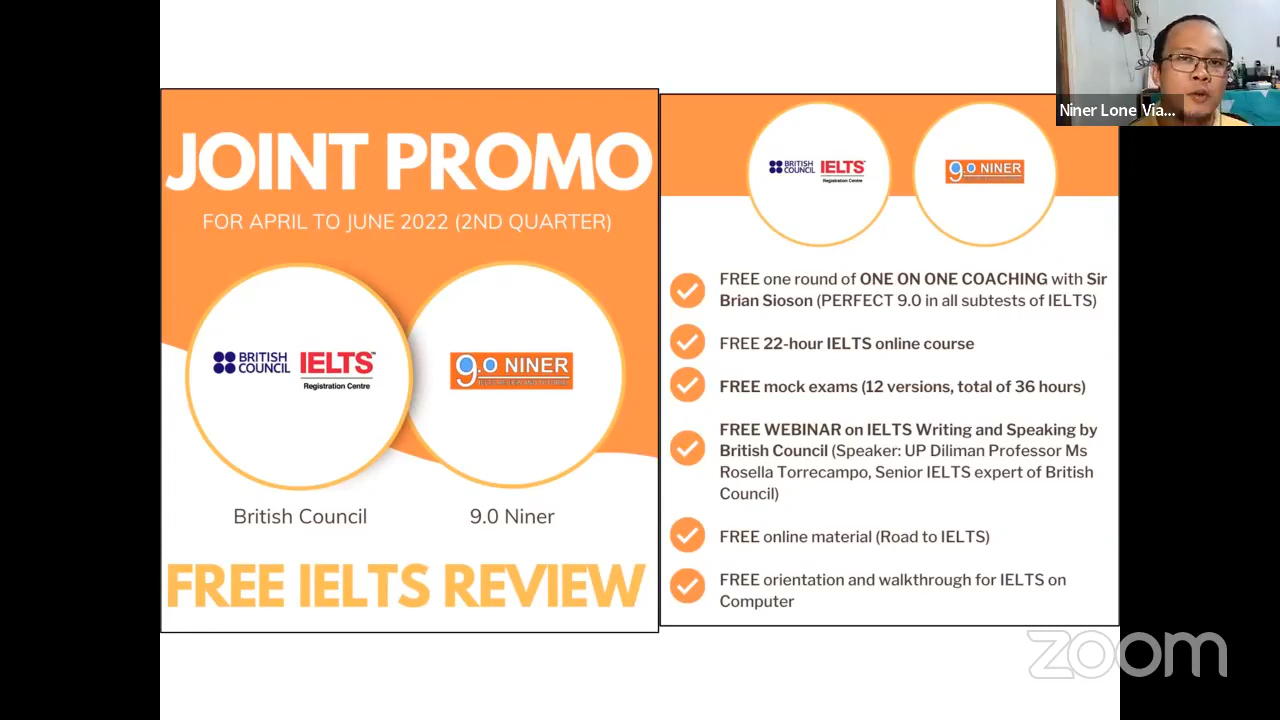 JOINT PROMO
FOR APRIL TO JUNE 2022 (2ND QUARTER)
BRITISH
COUNCIL
IELTS™
Registration Centre
9.0 NINER
IELTS REVIEW AND TUTORIAL
British Council
9.0 Niner
FREE IELTS REVIEW
BRITISH
COUNCIL
IELTS™
Registration Centre
9.0 NINER
FREE one round of ONE ON ONE COACHING with Sir
Brian Sioson (PERFECT 9.0 in all subtests of IELTS)
FREE 22-hour IELTS online course
FREE mock exams (12 versions, total of 36 hours)
FREE WEBINAR on IELTS Writing and Speaking by
British Council (Speaker: UP Diliman Professor Ms
Rosella Torrecampo, Senior IELTS expert of British
Council)
FREE online material (Road to IELTS)
FREE orientation and walkthrough for IELTS on
Computer
Niner Lone Via...
zoom